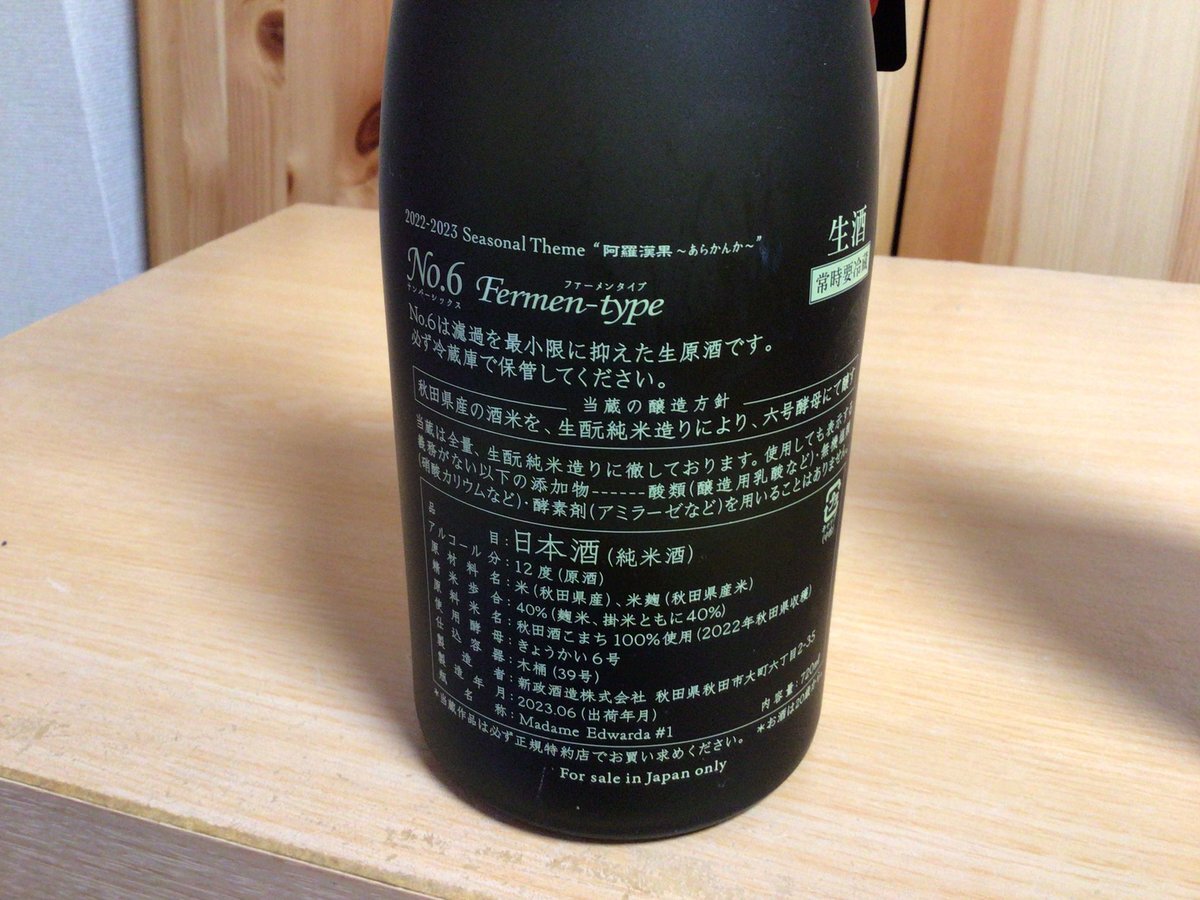 2022-2023 Seasonal Theme “阿羅漢果～あらかんか～”
生酒
常時要冷蔵
No.6 Fermen-type
ナンバーシックス ファーメンタイプ
No.6は濾過を最小限に抑えた生原酒です。
必ず冷蔵庫で保管してください。
当蔵の醸造方針
秋田県産の酒米を、生酛純米造りにより、六号酵母にて醸す
当蔵は全量、生酛純米造りに徹しております。使用しても表示する
義務がない以下の添加物------酸類(醸造用乳酸など)・
(硝酸カリウムなど)・酵素剤(アミラーゼなど)を用いることはありません。
品目:日本酒(純米酒)
アルコール分:12度(原酒)
原材料名:米(秋田県産)、米麹(秋田県産米)
精米歩合:40%(麹米、掛米ともに40%)
原料米名:秋田酒こまち100%使用(2022年秋田県収穫)
使用酵母:きょうかい6号
仕込容器:木桶(39号)
製造者:新政酒造株式会社 秋田県秋田市大町六丁目2-35
製造年月:2023.06(出荷年月) 内容量:720ml
瓶名称:Madame Edwarda #1
*当蔵作品は必ず正規特約店でお買い求めください。 *お酒は20歳
For sale in Japan only